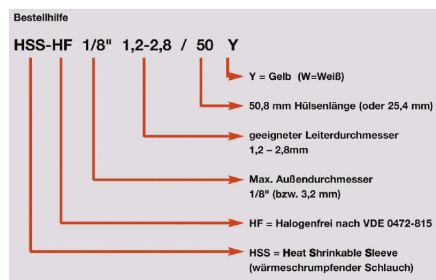 Bestellhilfe
HSS-HF 1/8" 1,2-2,8 / 50 Y
Y = Gelb (W=Weiß)
50,8 mm Hülsenlänge (oder 25,4 mm)
geeigneter Leiterdurchmesser
1,2 – 2,8mm
Max. Außendurchmesser
1/8" (bzw. 3,2 mm)
HF = Halogenfrei nach VDE 0472-815
HSS = Heat Shrinkable Sleeve
(wärmeschrumpfender Schlauch)